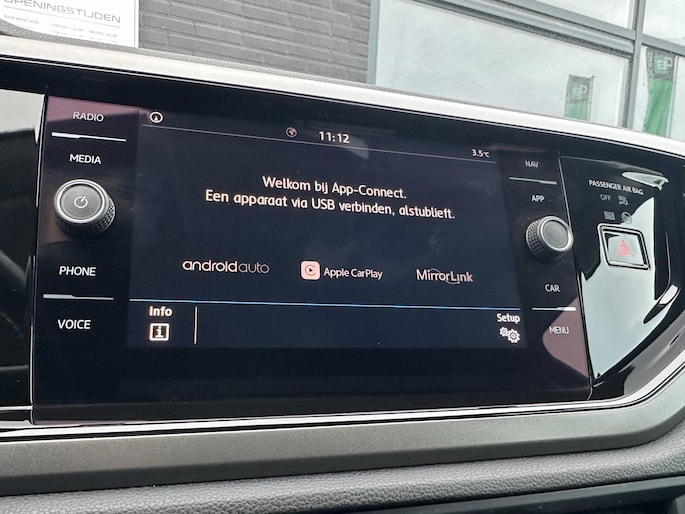 OPENINGSTIJDEN
MAANDAG
RADIO
MEDIA
PHONE
VOICE
11:12
3.5°C
Welkom bij App-Connect.
Een apparaat via USB verbinden, alstublieft.
androidauto
Apple CarPlay
MirrorLink
Info
i
Setup
NAV
APP
CAR
MENU
PASSENGER AIR BAG
OFF